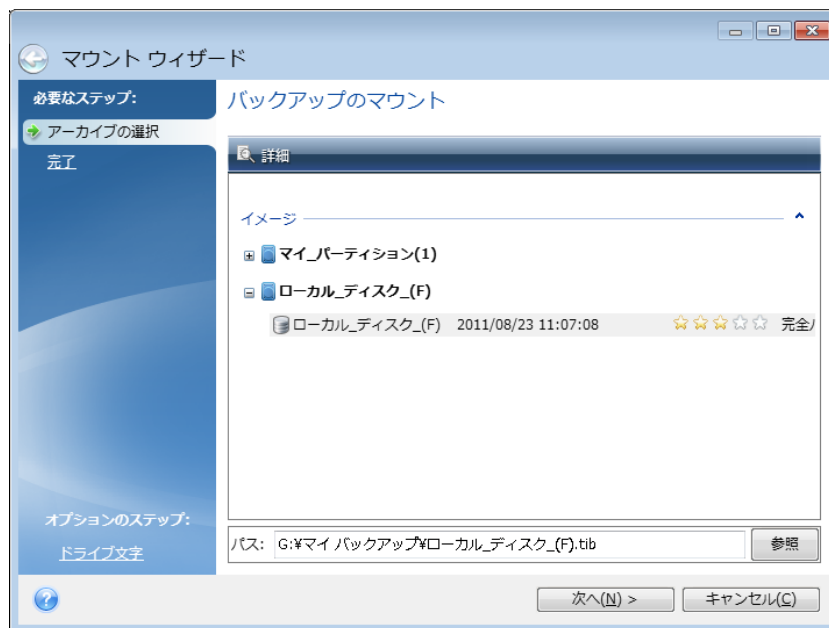 マウント ウィザード
必要なステップ:
アーカイブの選択
完了
オプションのステップ:
ドライブ文字
バックアップのマウント
詳細
イメージ
マイ_パーティション(1)
ローカル_ディスク_(F)
ローカル_ディスク_(F) 2011/08/23 11:07:08 完全
パス: G:¥マイ バックアップ¥ローカル_ディスク_(F).tib 参照
次へ(N) > キャンセル(C)